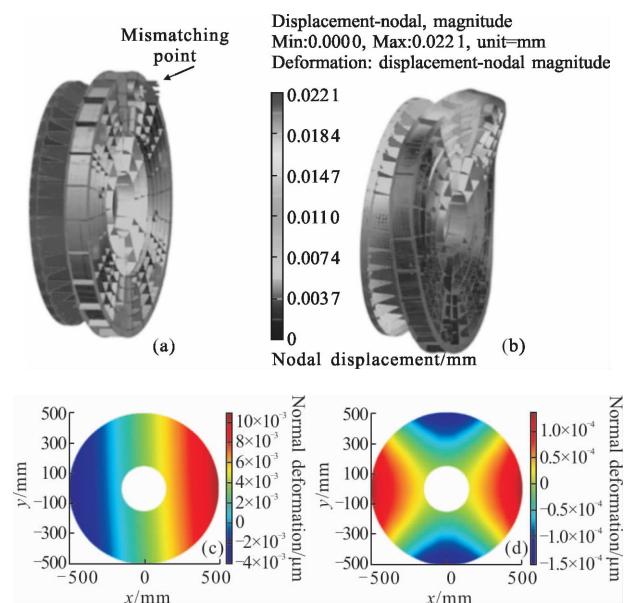 Mismatching
point
Displacement-nodal, magnitude
Min:0.0000, Max:0.0221, unit=mm
Deformation: displacement-nodal magnitude
0.0221
0.0184
0.0147
0.0110
0.0074
0.0037
0
(a)
(b)
Nodal displacement/mm
500
300
100
−100
−300
−500
y/mm
(c)
−500
0
500
x/mm
10×10⁻³
8×10⁻³
6×10⁻³
4×10⁻³
2×10⁻³
0
−2×10⁻³
−4×10⁻³
Normal deformation/μm
500
300
100
−100
−300
−500
y/mm
(d)
−500
0
500
x/mm
1.0×10⁻⁴
0.5×10⁻⁴
0
−0.5×10⁻⁴
−1.0×10⁻⁴
−1.5×10⁻⁴
Normal deformation/μm